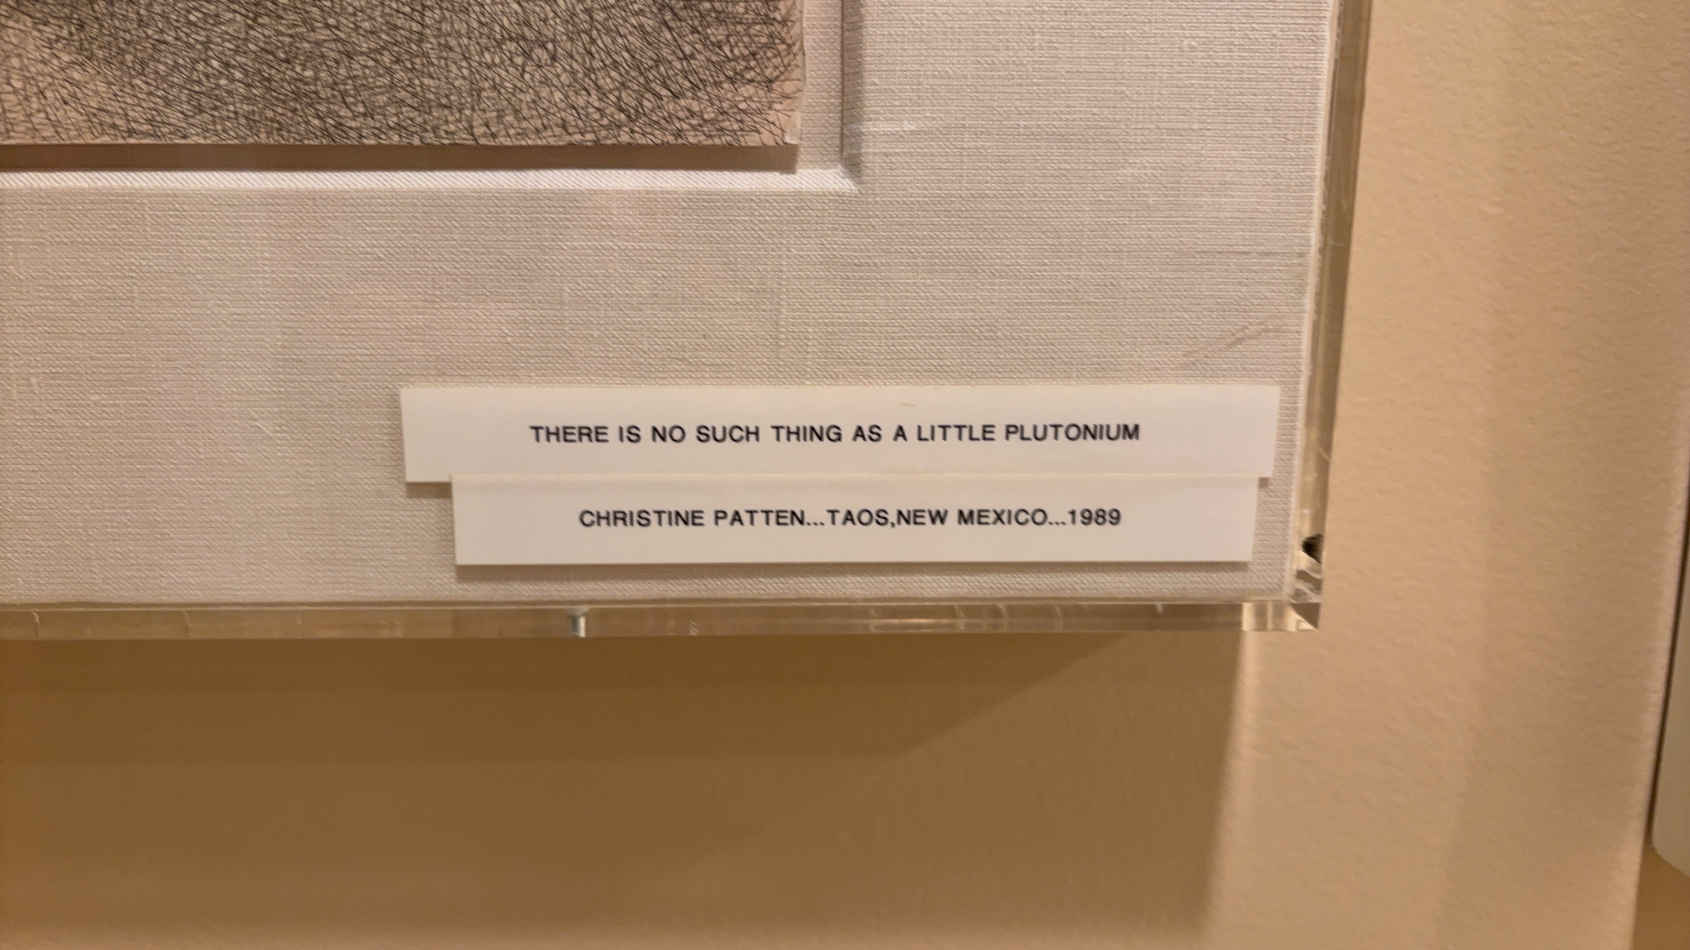 THERE IS NO SUCH THING AS A LITTLE PLUTONIUM
CHRISTINE PATTEN...TAOS,NEW MEXICO...1989